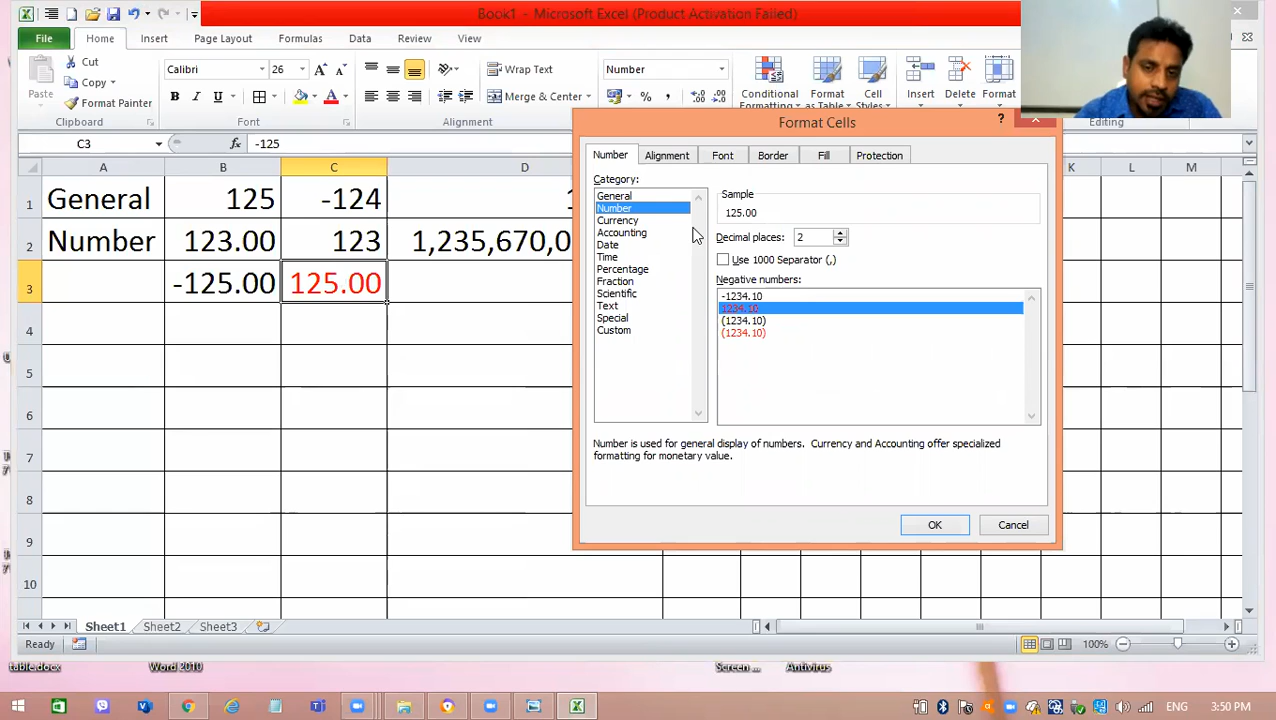 Book1 - Microsoft Excel (Product Activation Failed)
File Home Insert Page Layout Formulas Data Review View
Paste
Cut
Copy
Format Painter
Clipboard
Calibri 26
B I U
Font
Wrap Text
Merge & Center
Alignment
Number
% ,
Conditional
Formatting
Format
as Table
Cell
Styles
Insert Delete Format
Editing
C3 fx -125
A B C D K L M
1 General 125 -124 1
2 Number 123.00 123 1,235,670,0
3 -125.00 125.00
4
5
6
7
8
9
10
Format Cells
?
Number Alignment Font Border Fill Protection
Category:
General
Number
Currency
Accounting
Date
Time
Percentage
Fraction
Scientific
Text
Special
Custom
Sample
125.00
Decimal places: 2
Use 1000 Separator (,)
Negative numbers:
-1234.10
1234.10
(1234.10)
(1234.10)
Number is used for general display of numbers. Currency and Accounting offer specialized
formatting for monetary value.
OK Cancel
Sheet1 Sheet2 Sheet3
Ready 100%
table.docx Word 2010 Screen ... Antivirus
ENG 3:50 PM